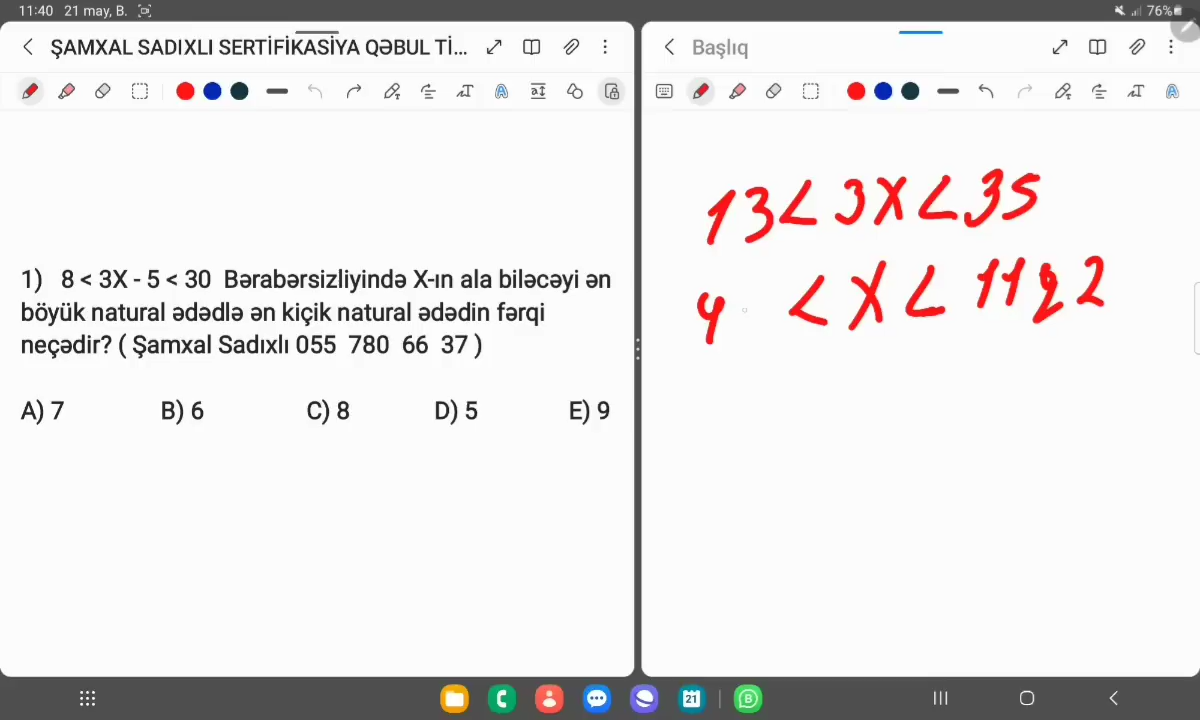 11:40 21 may, B. 76%
ŞAMXAL SADIXLI SERTİFİKASİYA QƏBUL Tİ...
1) 8 < 3X - 5 < 30 Bərabərsizliyində X-ın ala biləcəyi ən
böyük natural ədədlə ən kiçik natural ədədin fərqi
neçədir? ( Şamxal Sadıxlı 055 780 66 37 )
A) 7 B) 6 C) 8 D) 5 E) 9
Başlıq
13 < 3X < 35
4 < X < 11,2
21